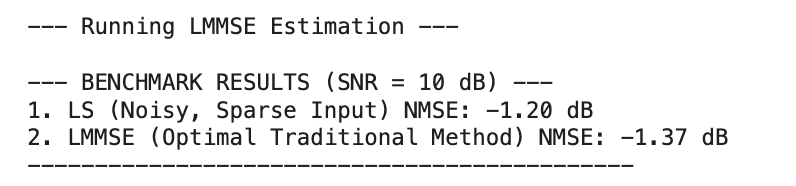 --- Running LMMSE Estimation ---
--- BENCHMARK RESULTS (SNR = 10 dB) ---
1. LS (Noisy, Sparse Input) NMSE: -1.20 dB
2. LMMSE (Optimal Traditional Method) NMSE: -1.37 dB
---------------------------------------------